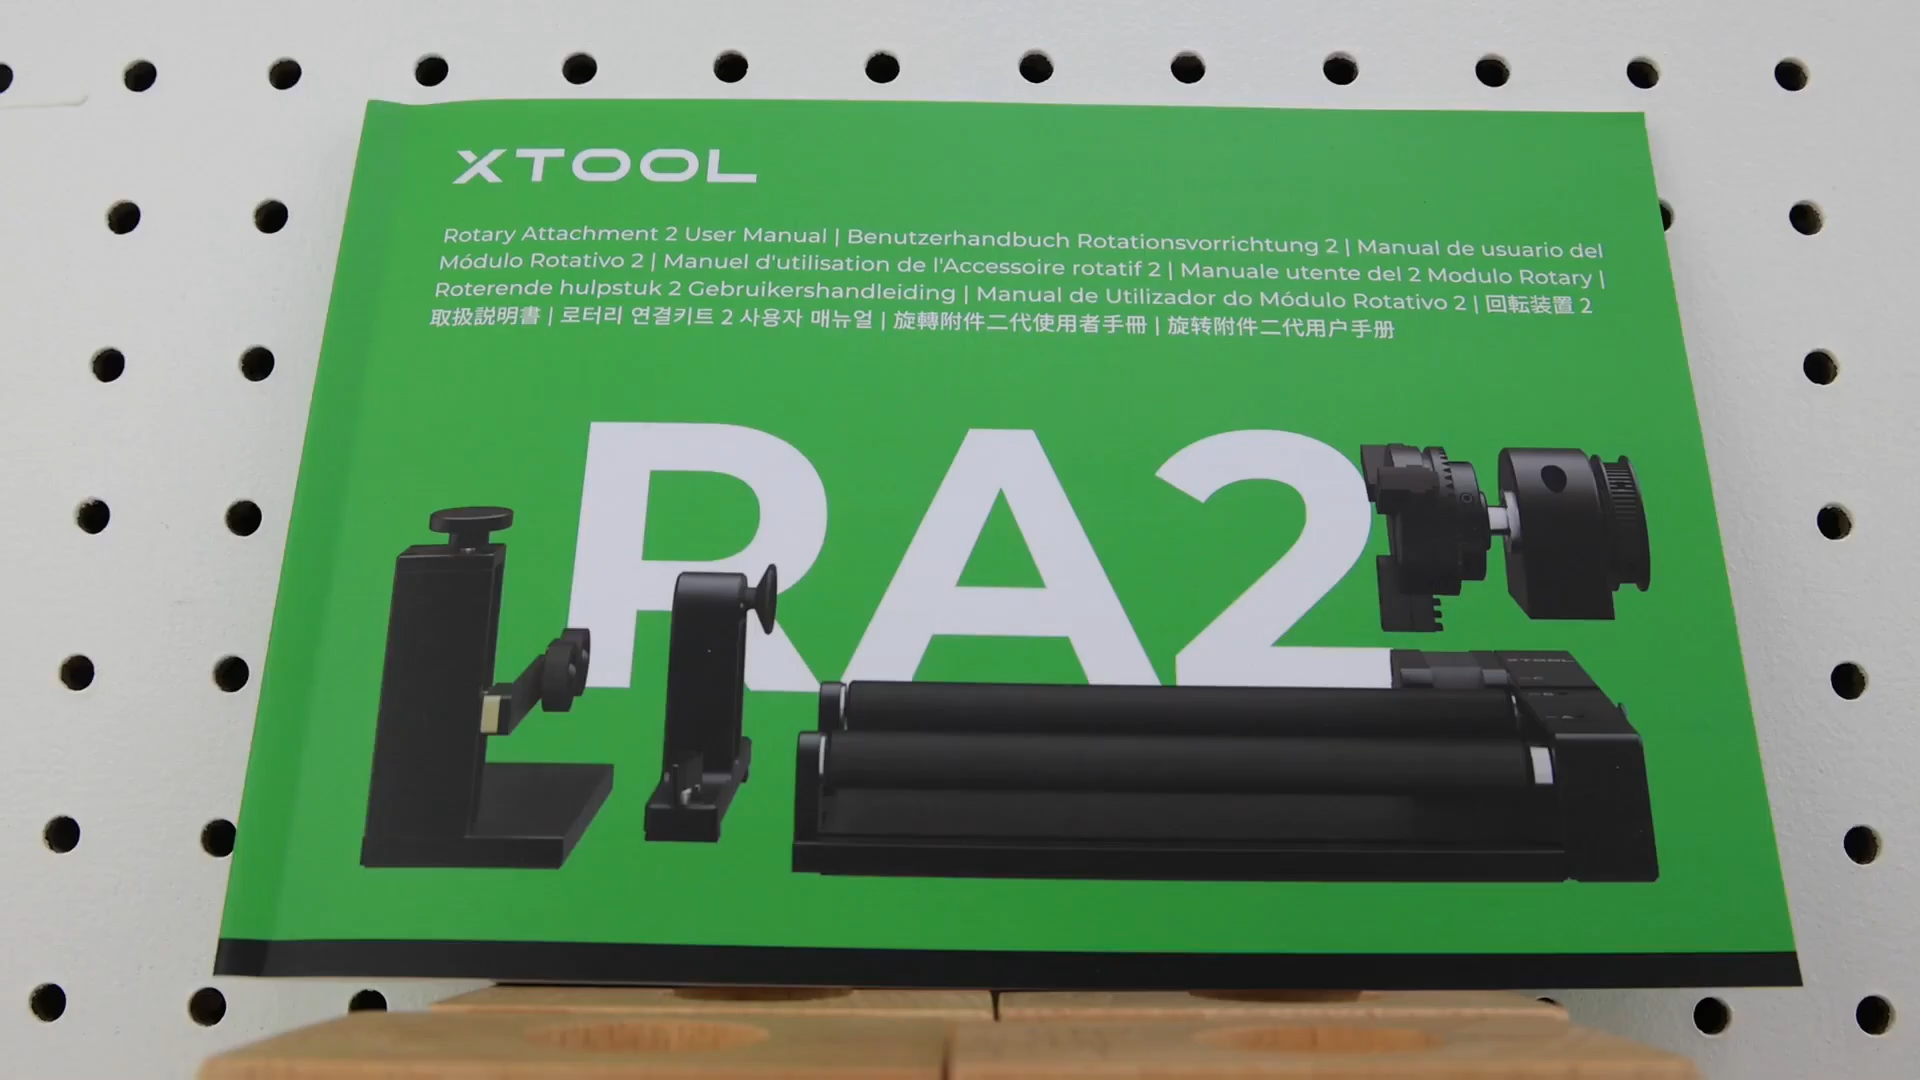 XTOOL
Rotary Attachment 2 User Manual | Benutzerhandbuch Rotationsvorrichtung 2 | Manual de usuario del
Módulo Rotativo 2 | Manuel d'utilisation de l'Accessoire rotatif 2 | Manuale utente del 2 Modulo Rotary |
Roterende hulpstuk 2 Gebruikershandleiding | Manual de Utilizador do Módulo Rotativo 2 | 回転装置 2
取扱説明書 | 로터리 연결키트 2 사용자 매뉴얼 | 旋轉附件二代使用者手冊 | 旋转附件二代用户手册
RA2
XTOOL